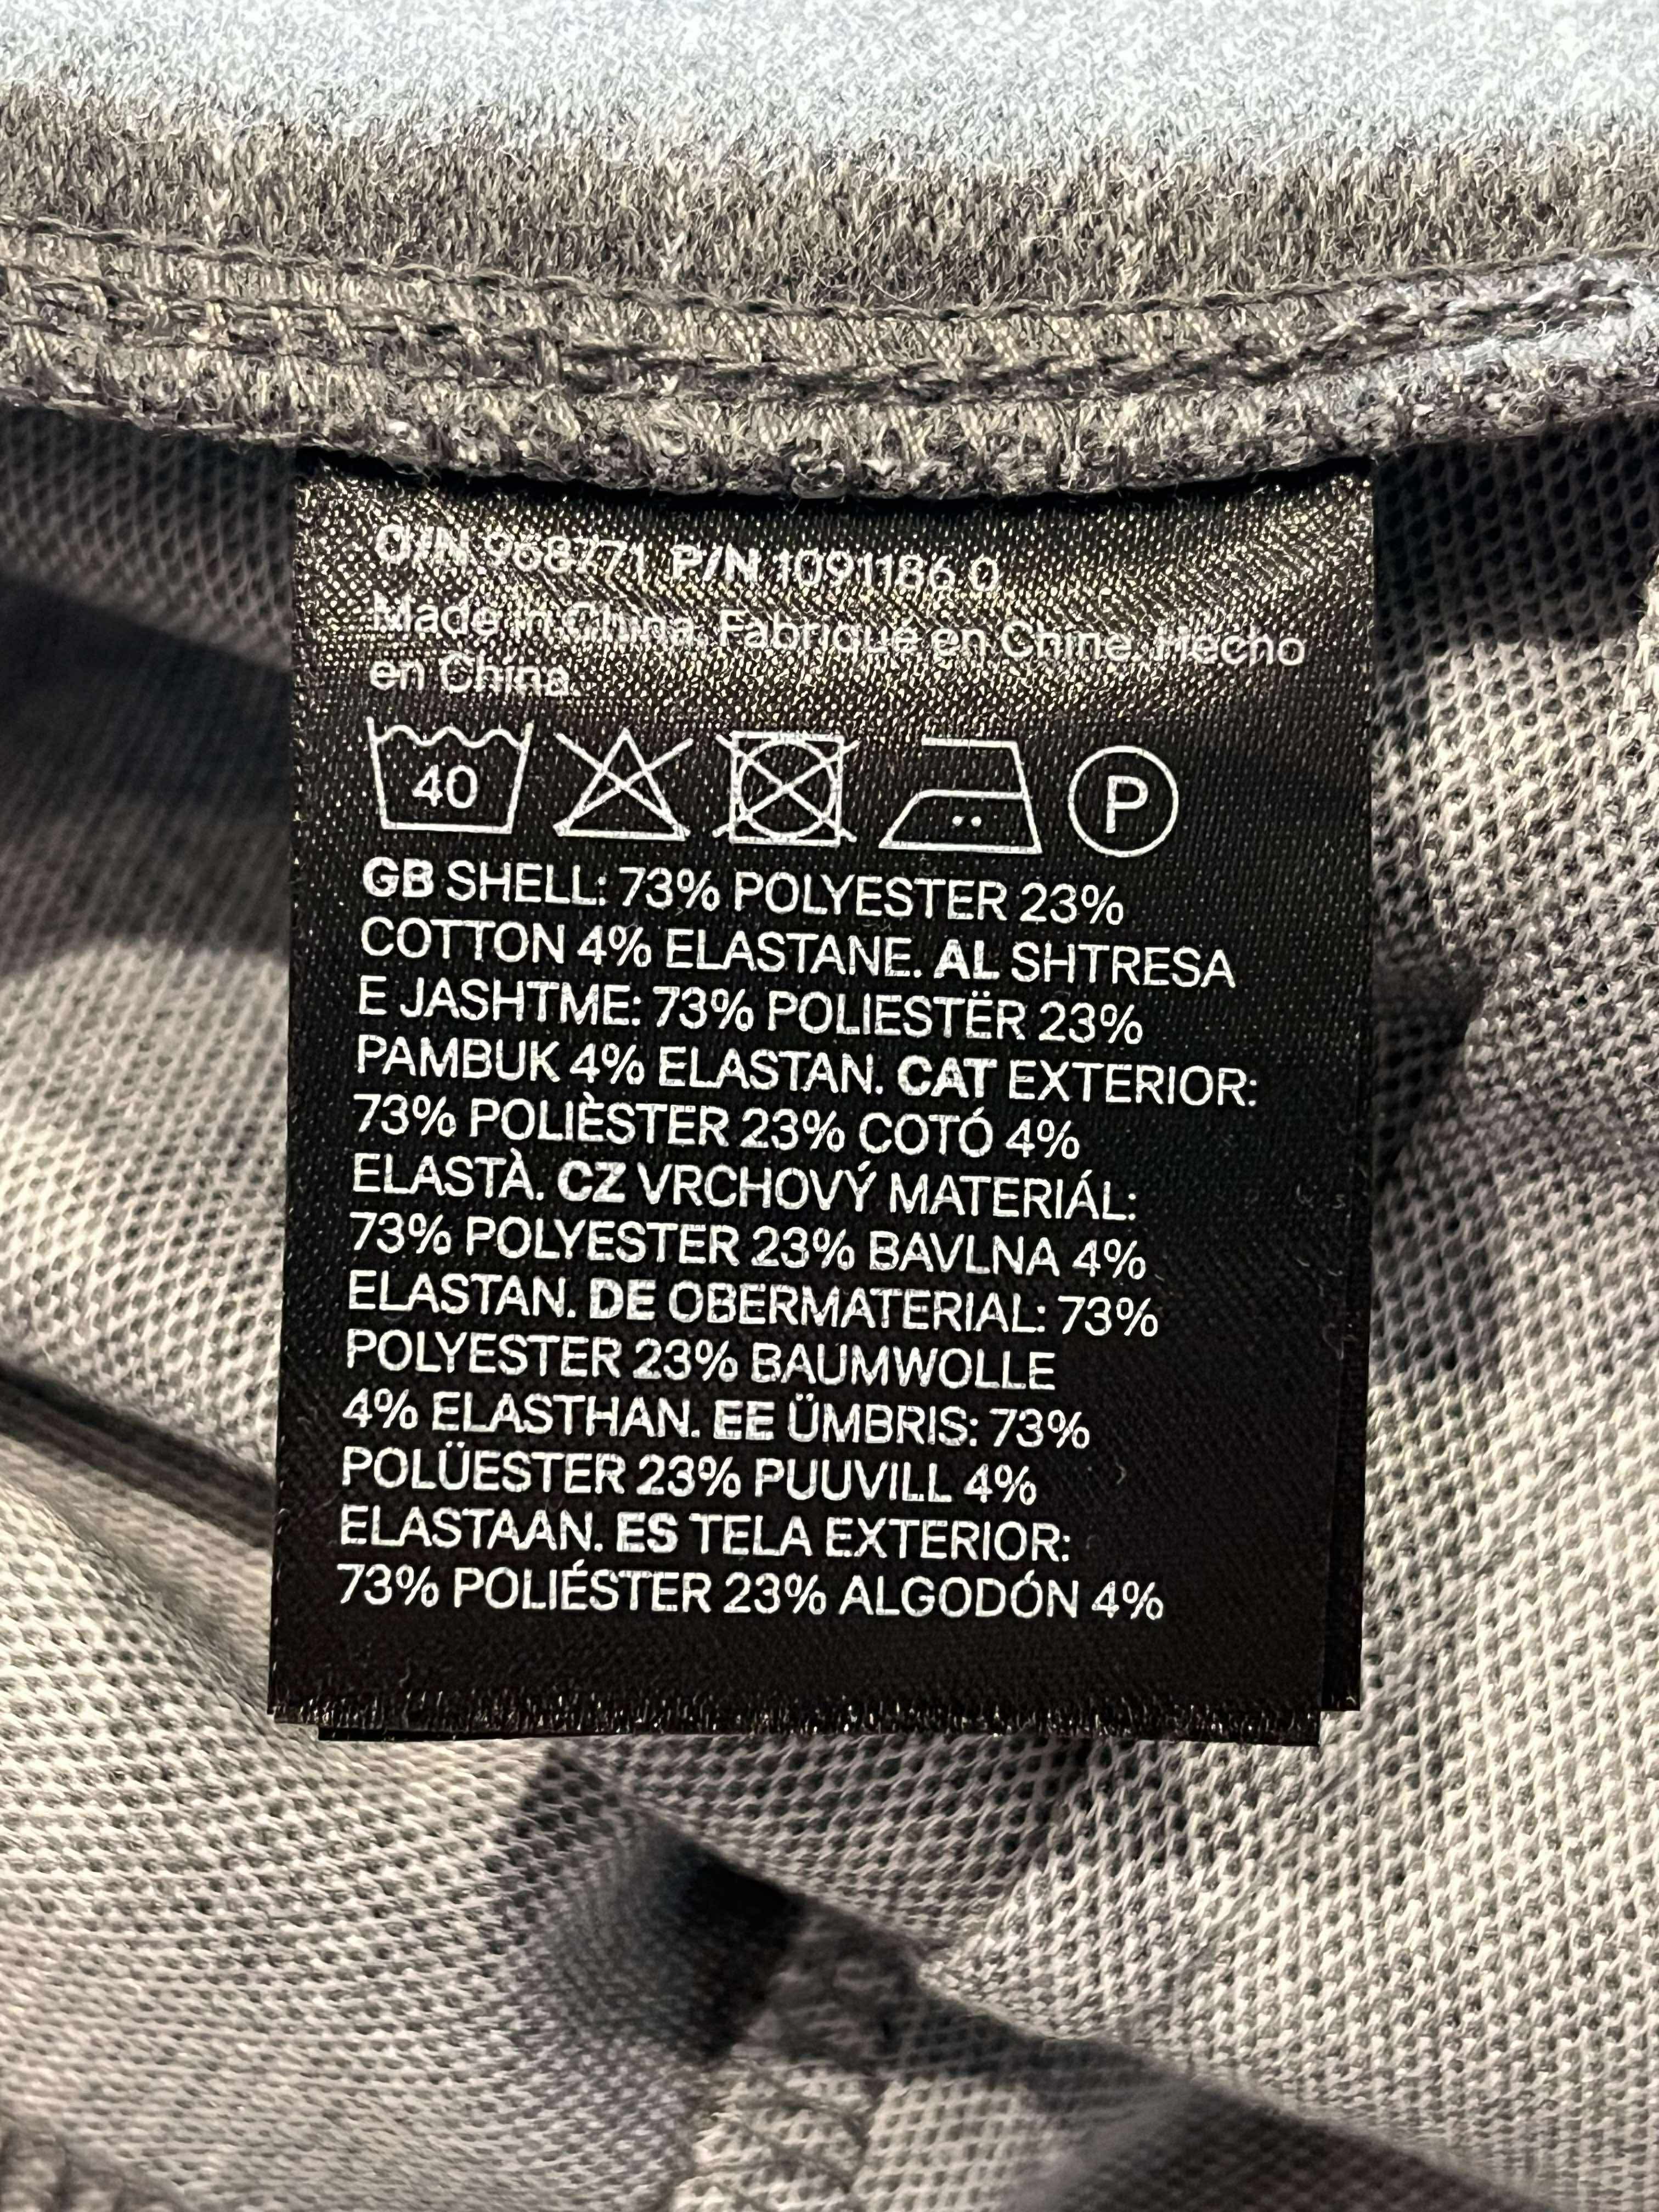 O/N 968771 P/N 1091186 0
Made in China. Fabriqué en Chine. Hecho
en China.
40 P
GB SHELL: 73% POLYESTER 23%
COTTON 4% ELASTANE. AL SHTRESA
E JASHTME: 73% POLIESTËR 23%
PAMBUK 4% ELASTAN. CAT EXTERIOR:
73% POLIÈSTER 23% COTÓ 4%
ELASTÀ. CZ VRCHOVÝ MATERIÁL:
73% POLYESTER 23% BAVLNA 4%
ELASTAN. DE OBERMATERIAL: 73%
POLYESTER 23% BAUMWOLLE
4% ELASTHAN. EE ÜMBRIS: 73%
POLÜESTER 23% PUUVILL 4%
ELASTAAN. ES TELA EXTERIOR:
73% POLIÉSTER 23% ALGODÓN 4%